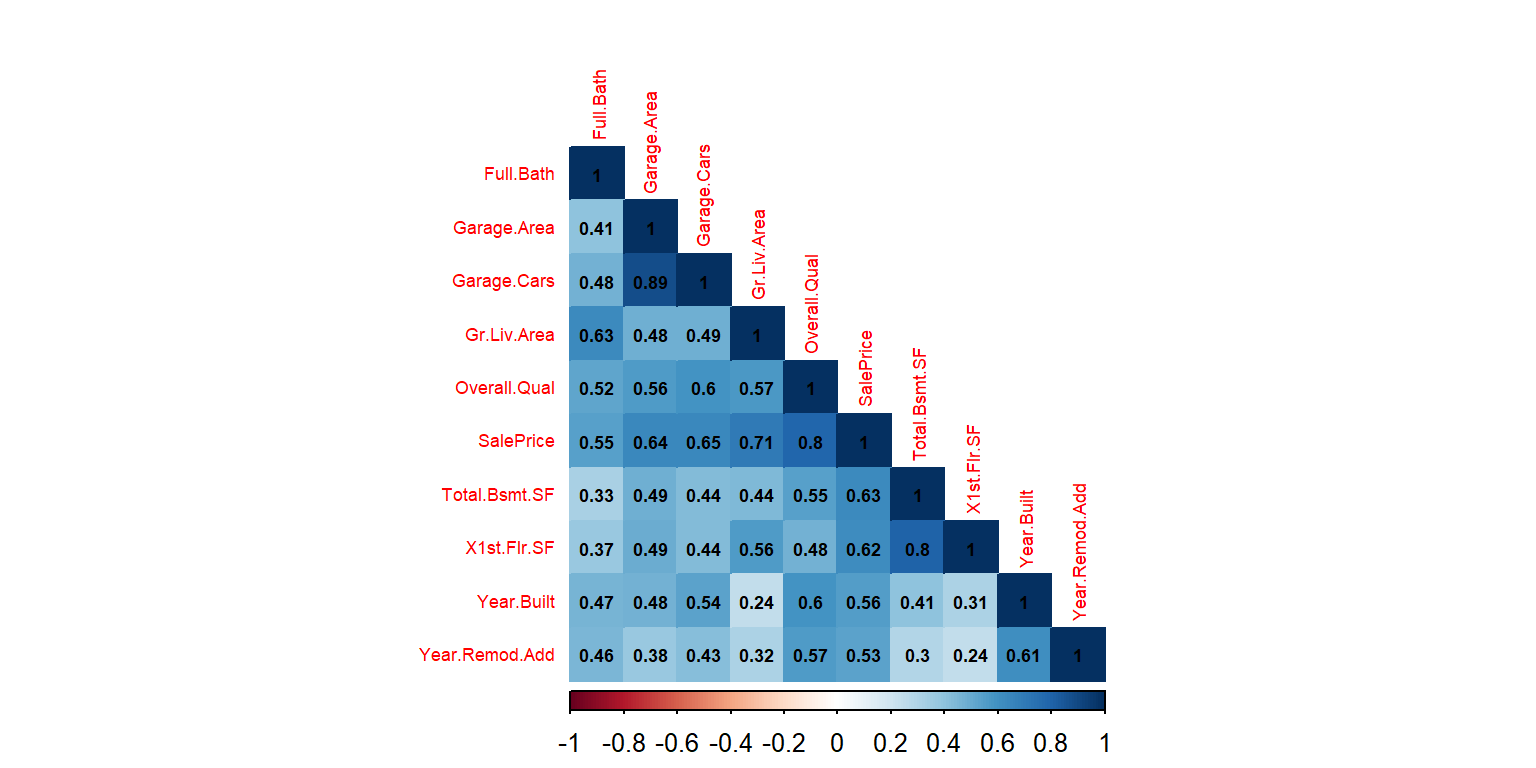 Full.Bath
Garage.Area
Garage.Cars
Gr.Liv.Area
Overall.Qual
SalePrice
Total.Bsmt.SF
X1st.Flr.SF
Year.Built
Year.Remod.Add
Full.Bath 1
Garage.Area 0.41 1
Garage.Cars 0.48 0.89 1
Gr.Liv.Area 0.63 0.48 0.49 1
Overall.Qual 0.52 0.56 0.6 0.57 1
SalePrice 0.55 0.64 0.65 0.71 0.8 1
Total.Bsmt.SF 0.33 0.49 0.44 0.44 0.55 0.63 1
X1st.Flr.SF 0.37 0.49 0.44 0.56 0.48 0.62 0.8 1
Year.Built 0.47 0.48 0.54 0.24 0.6 0.56 0.41 0.31 1
Year.Remod.Add 0.46 0.38 0.43 0.32 0.57 0.53 0.3 0.24 0.61 1
-1 -0.8 -0.6 -0.4 -0.2 0 0.2 0.4 0.6 0.8 1